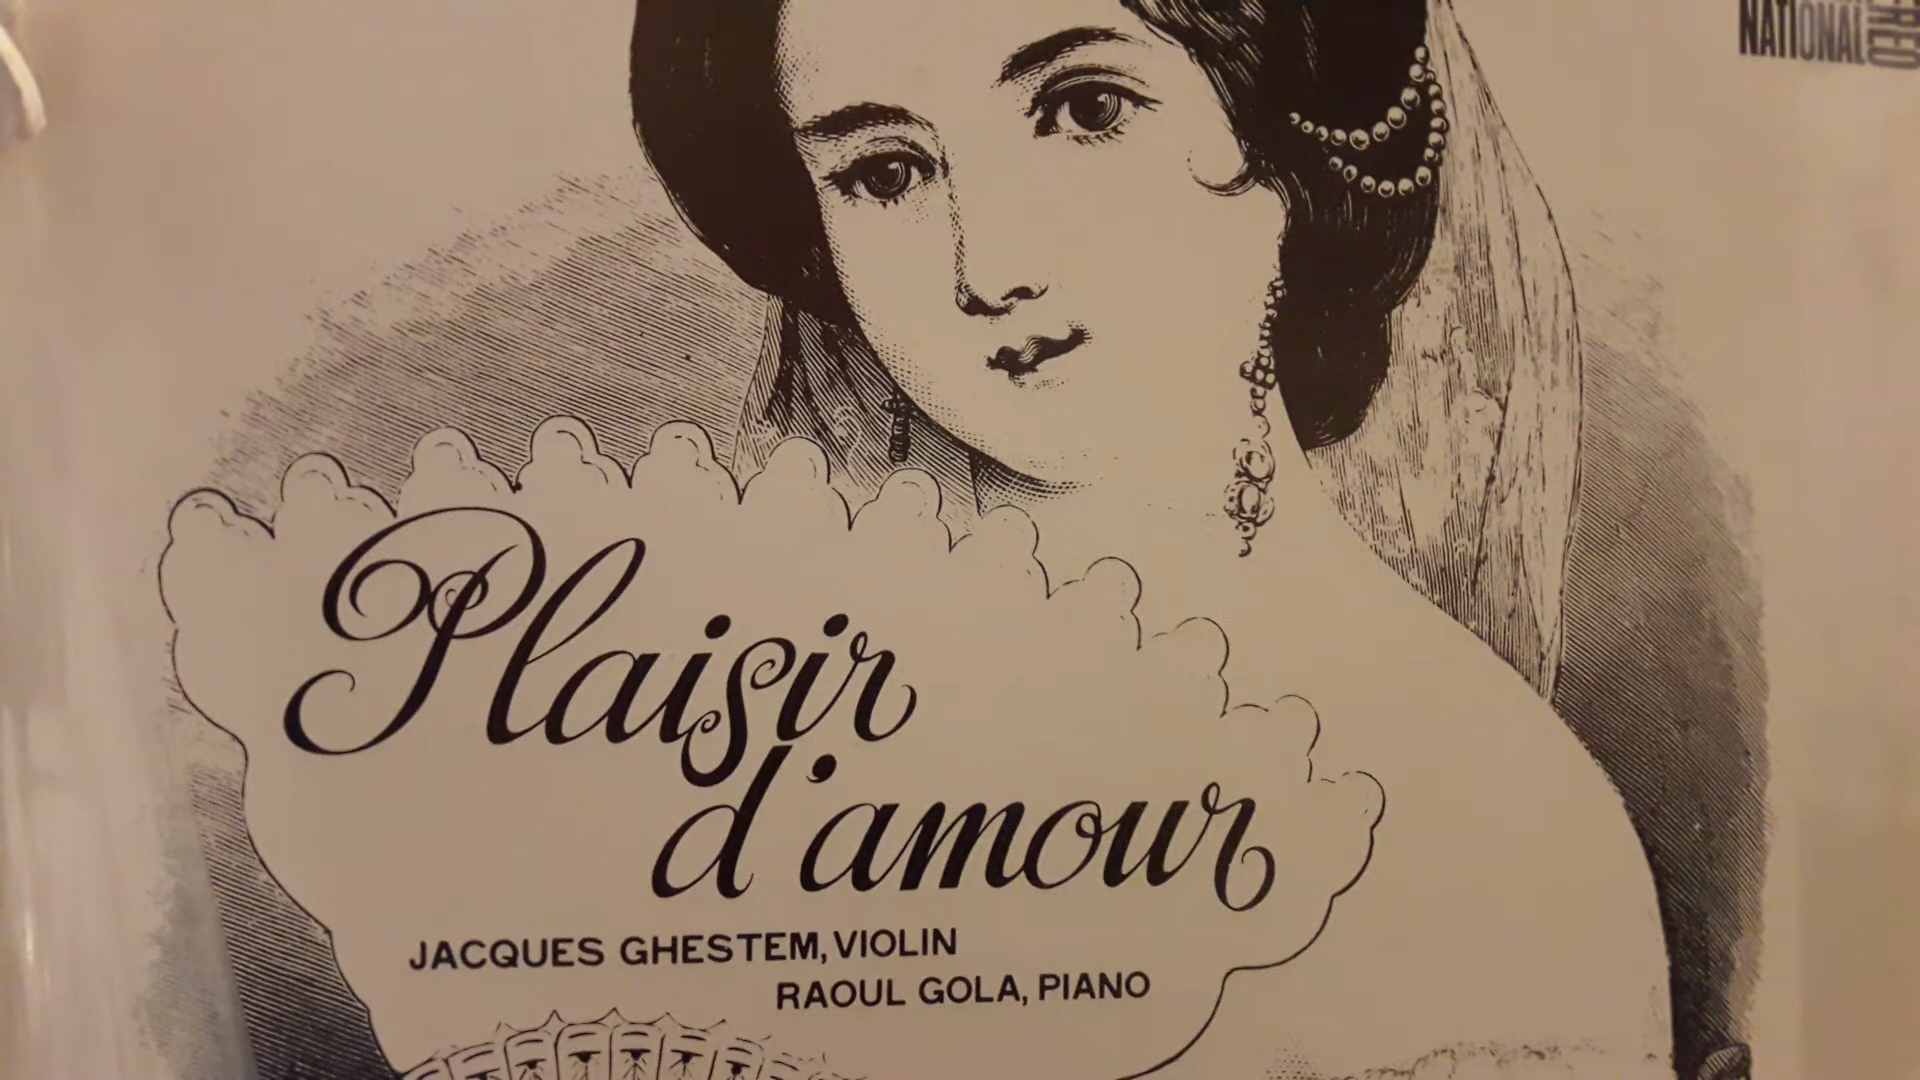 NATIONAL
Plaisir
d'amour
JACQUES GHESTEM, VIOLIN
RAOUL GOLA, PIANO